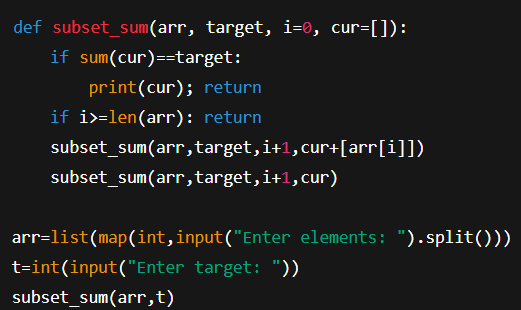 def subset_sum(arr, target, i=0, cur=[]):
    if sum(cur)==target:
        print(cur); return
    if i>=len(arr): return
    subset_sum(arr,target,i+1,cur+[arr[i]])
    subset_sum(arr,target,i+1,cur)

arr=list(map(int,input("Enter elements: ").split()))
t=int(input("Enter target: "))
subset_sum(arr,t)